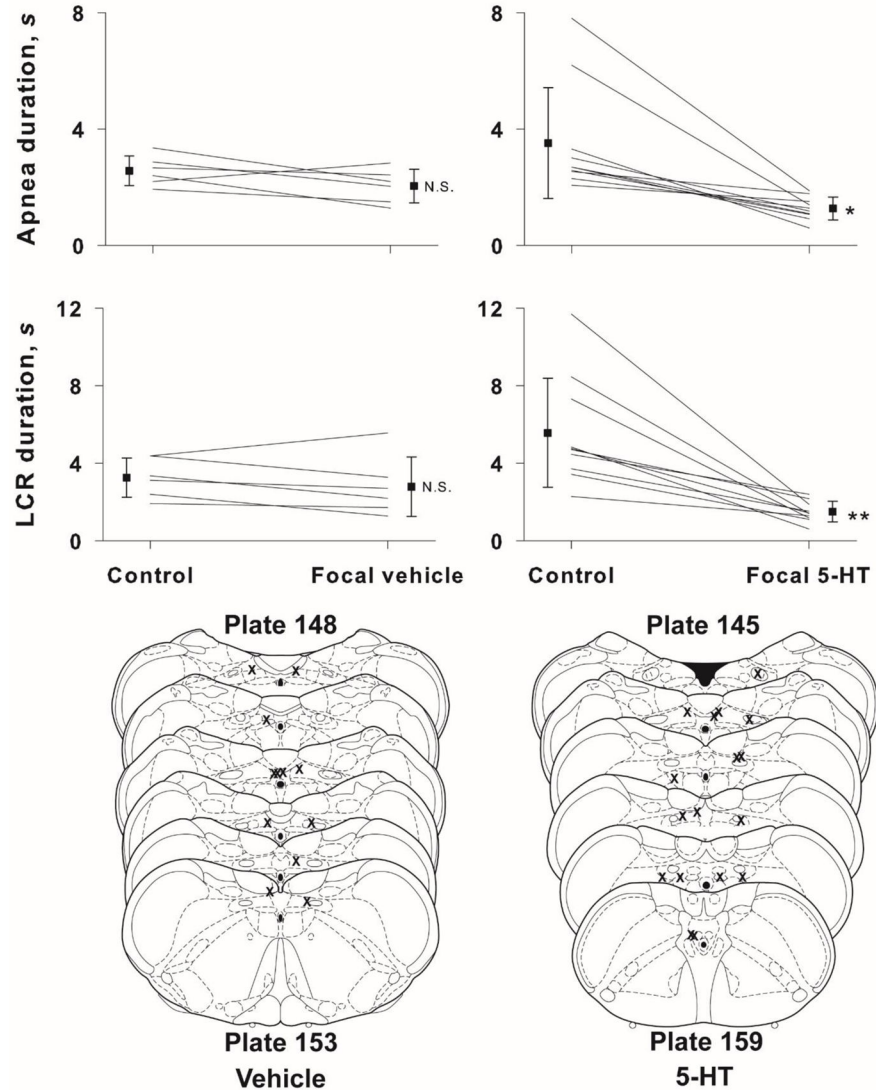 Apnea duration, s
8
4
0
N.S.
8
4
0
*
LCR duration, s
12
8
4
0
N.S.
Control
Focal vehicle
12
8
4
0
**
Control
Focal 5-HT
Plate 148
X X
X
X X X X
X X
X
X X
Plate 153
Vehicle
Plate 145
X
X X X X
X X X
X X X
X X X X
X X
Plate 159
5-HT